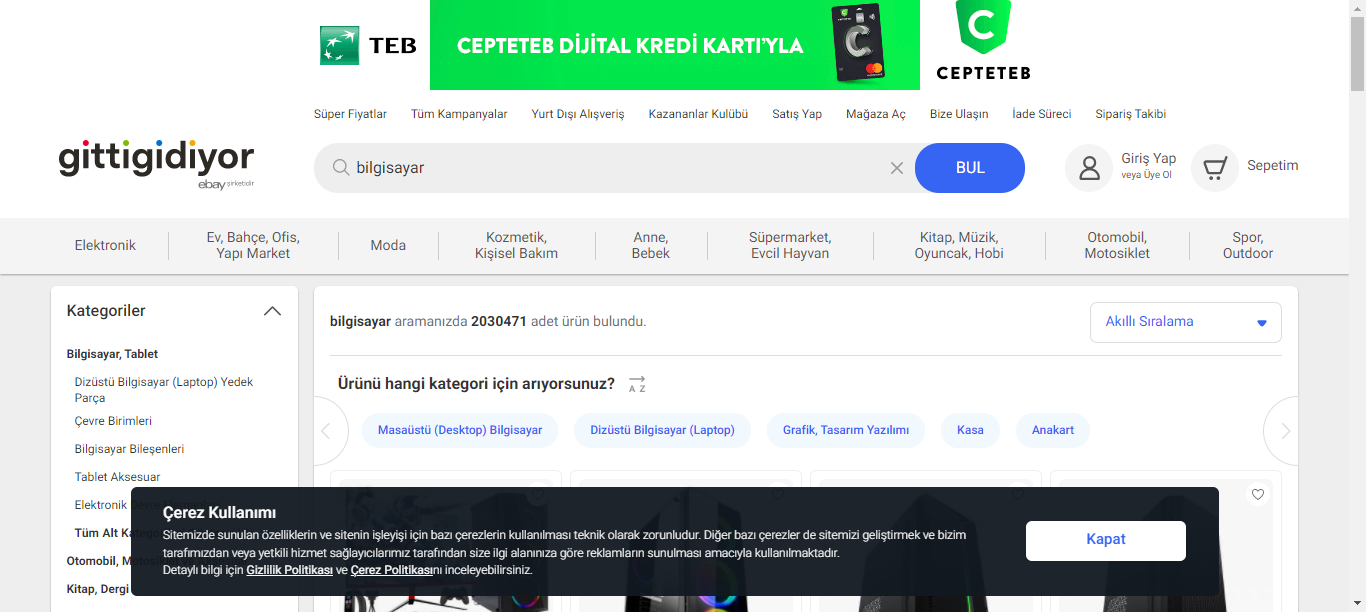 TEB
CEPTETEB DİJİTAL KREDİ KARTI'YLA
CEPTETEB
Süper Fiyatlar Tüm Kampanyalar Yurt Dışı Alışveriş Kazananlar Kulübü Satış Yap Mağaza Aç Bize Ulaşın İade Süreci Sipariş Takibi
gittigidiyor
ebay şirketidir
bilgisayar
BUL
Giriş Yap
veya Üye Ol
Sepetim
Elektronik
Ev, Bahçe, Ofis,
Yapı Market
Moda
Kozmetik,
Kişisel Bakım
Anne,
Bebek
Süpermarket,
Evcil Hayvan
Kitap, Müzik,
Oyuncak, Hobi
Otomobil,
Motosiklet
Spor,
Outdoor
Kategoriler
Bilgisayar, Tablet
Dizüstü Bilgisayar (Laptop) Yedek
Parça
Çevre Birimleri
Bilgisayar Bileşenleri
Tablet Aksesuar
Elektronik
Tüm Alt
Otomobil,
Kitap, Dergi
bilgisayar aramanızda 2030471 adet ürün bulundu.
Akıllı Sıralama
Ürünü hangi kategori için arıyorsunuz?
A Z
Masaüstü (Desktop) Bilgisayar
Dizüstü Bilgisayar (Laptop)
Grafik, Tasarım Yazılımı
Kasa
Anakart
Çerez Kullanımı
Sitemizde sunulan özelliklerin ve sitenin işleyişi için bazı çerezlerin kullanılması teknik olarak zorunludur. Diğer bazı çerezler de sitemizi geliştirmek ve bizim
tarafımızdan veya yetkili hizmet sağlayıcılarımız tarafından size ilgi alanınıza göre reklamların sunulması amacıyla kullanılmaktadır.
Detaylı bilgi için Gizlilik Politikası ve Çerez Politikasını inceleyebilirsiniz.
Kapat